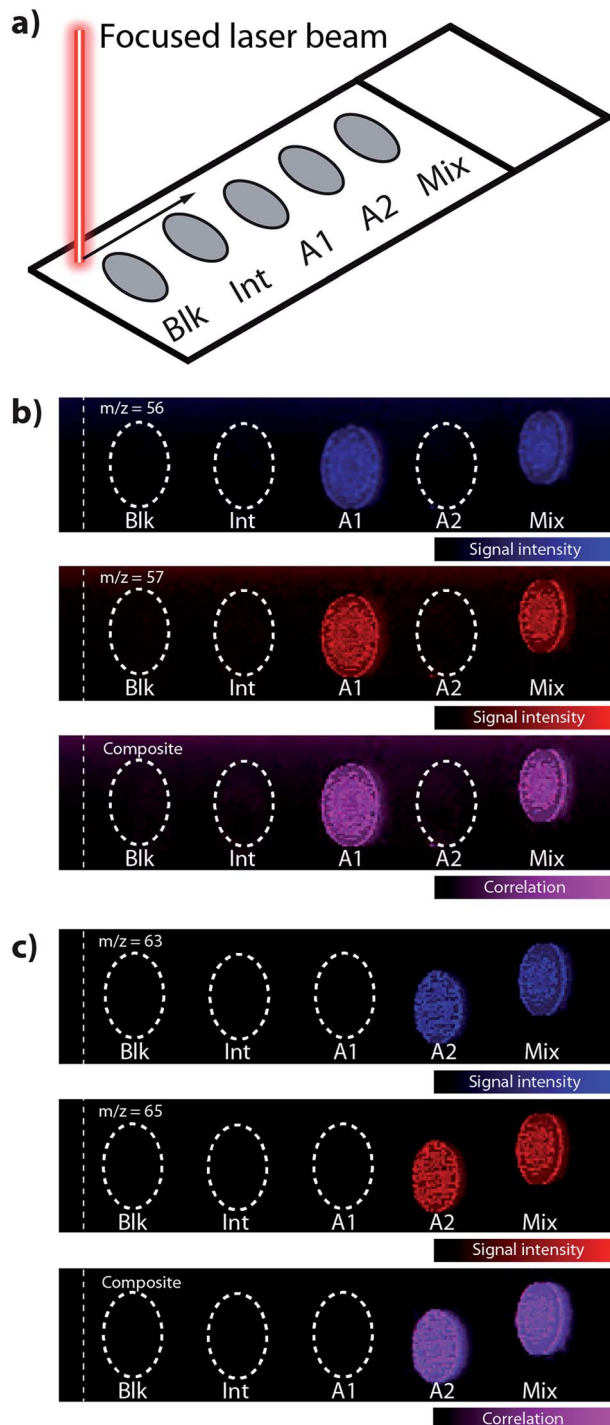 a)
Focused laser beam
Blk
Int
A1
A2
Mix
b)
m/z = 56
Blk
Int
A1
A2
Mix
Signal intensity
m/z = 57
Blk
Int
A1
A2
Mix
Signal intensity
Composite
Blk
Int
A1
A2
Mix
Correlation
c)
m/z = 63
Blk
Int
A1
A2
Mix
Signal intensity
m/z = 65
Blk
Int
A1
A2
Mix
Signal intensity
Composite
Blk
Int
A1
A2
Mix
Correlation